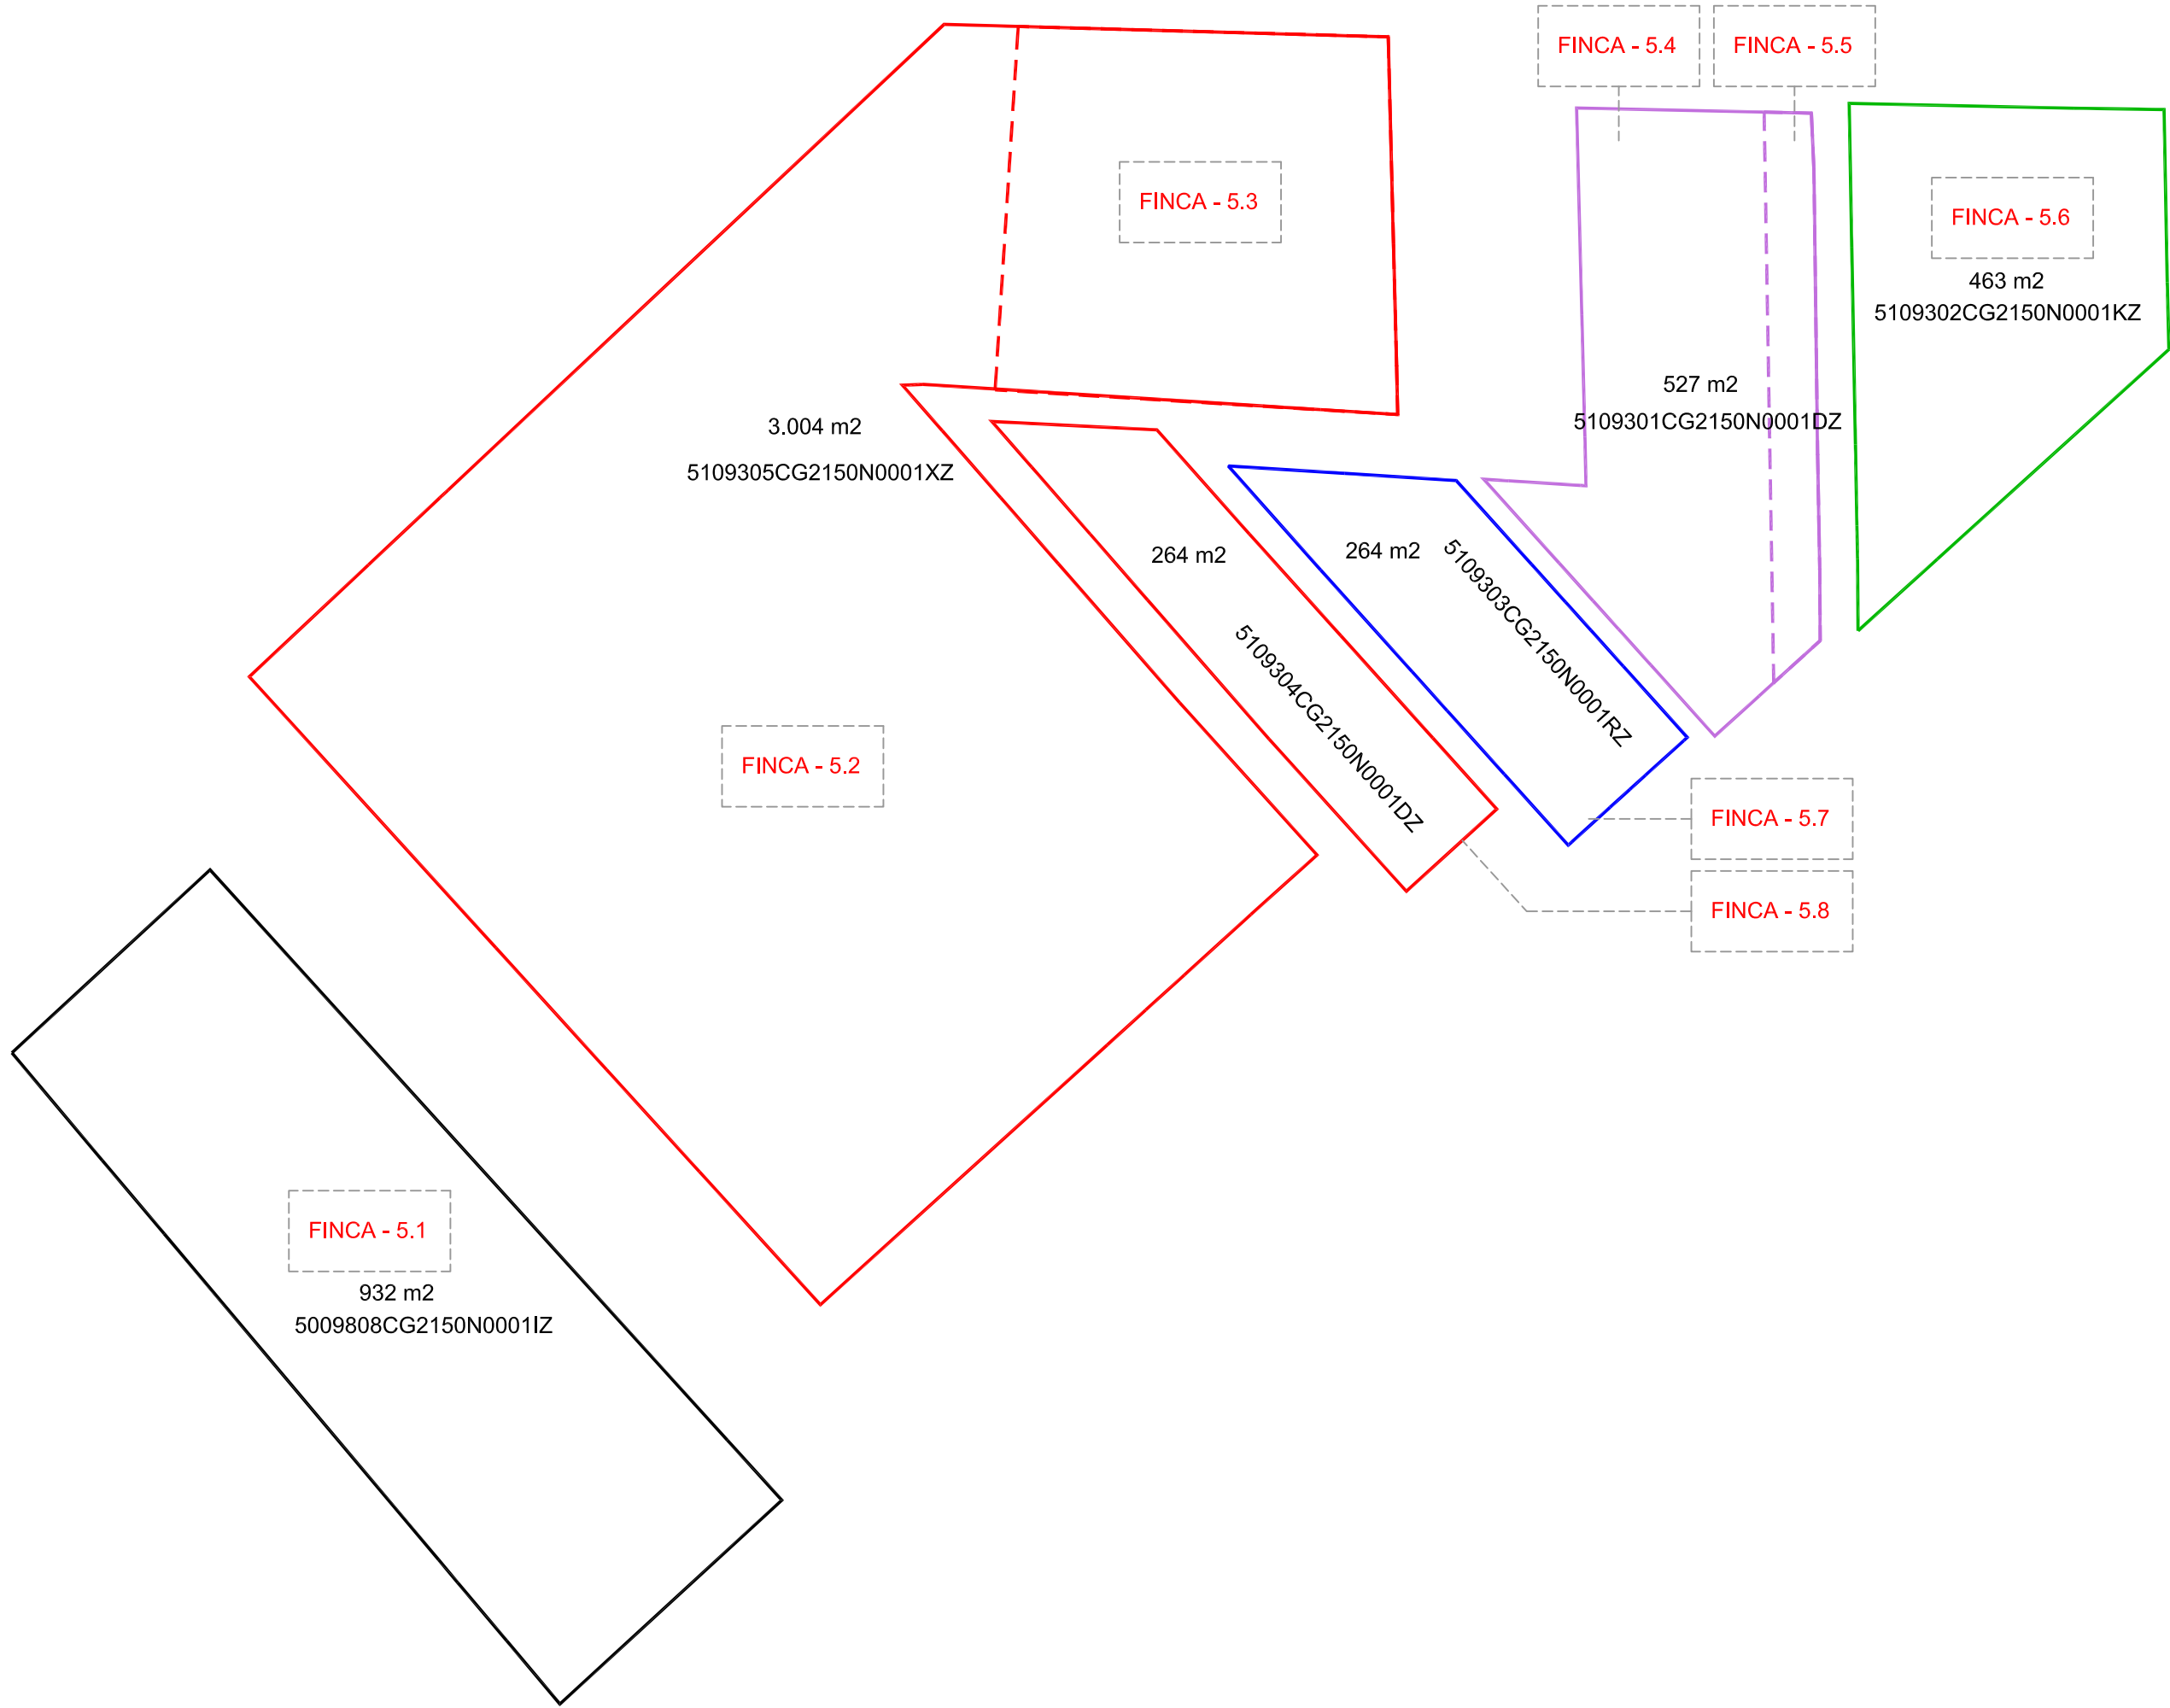 FINCA - 5.4
FINCA - 5.5
FINCA - 5.3
FINCA - 5.6
463 m2
5109302CG2150N0001KZ
527 m2
5109301CG2150N0001DZ
3.004 m2
5109305CG2150N0001XZ
264 m2
5109304CG2150N0001DZ
264 m2
5109303CG2150N0001RZ
FINCA - 5.2
FINCA - 5.7
FINCA - 5.8
FINCA - 5.1
932 m2
5009808CG2150N0001IZ